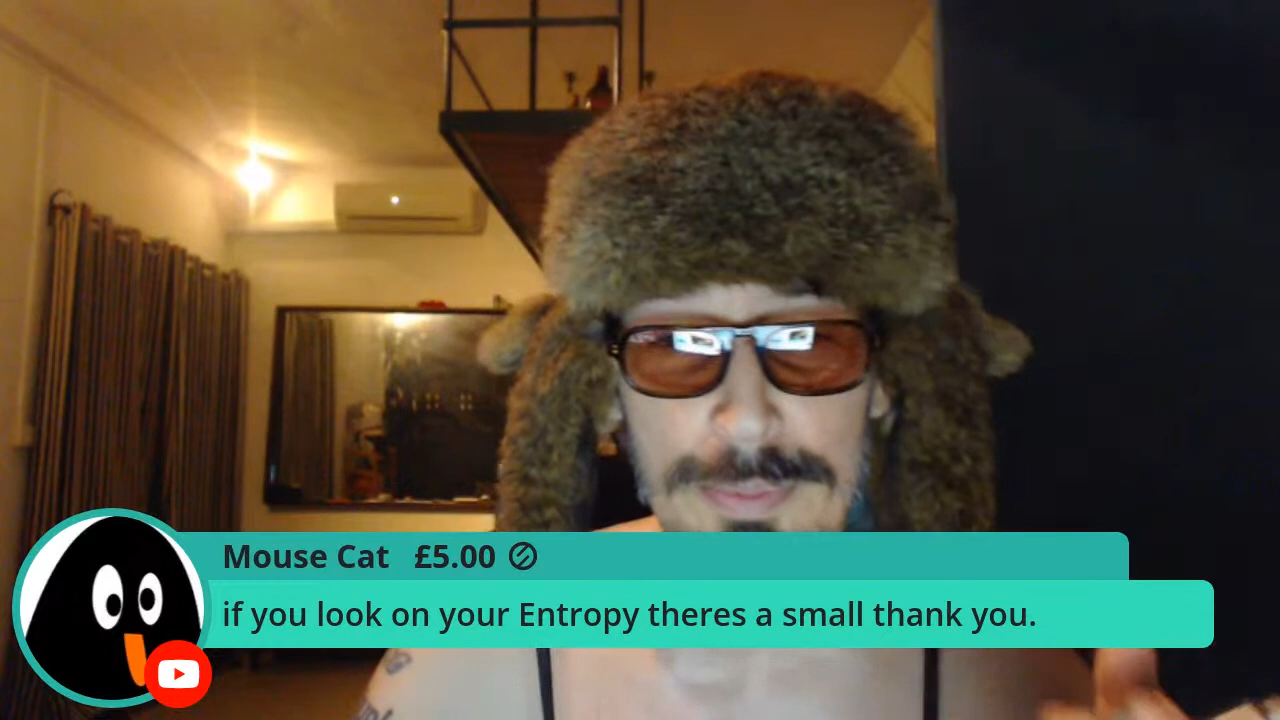 Mouse Cat £5.00
if you look on your Entropy theres a small thank you.